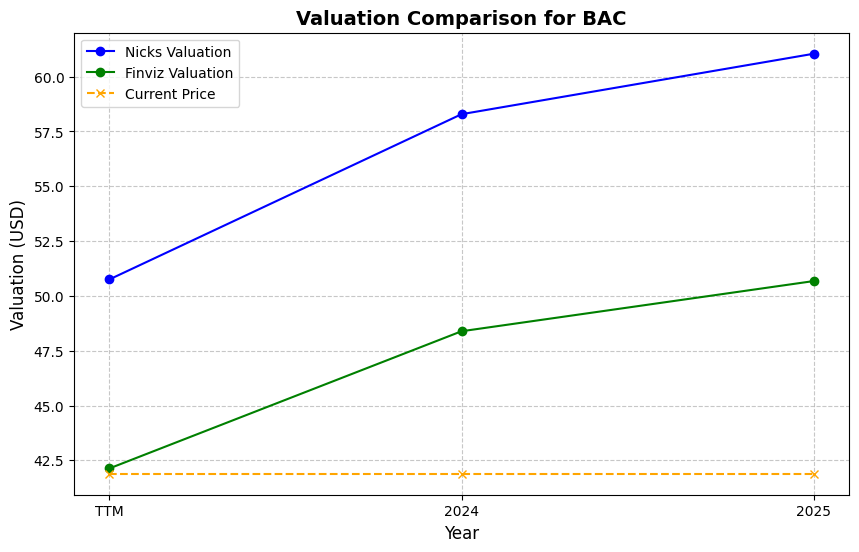 Valuation Comparison for BAC
Nicks Valuation
Finviz Valuation
Current Price
Valuation (USD)
60.0
57.5
55.0
52.5
50.0
47.5
45.0
42.5
TTM 2024 2025
Year